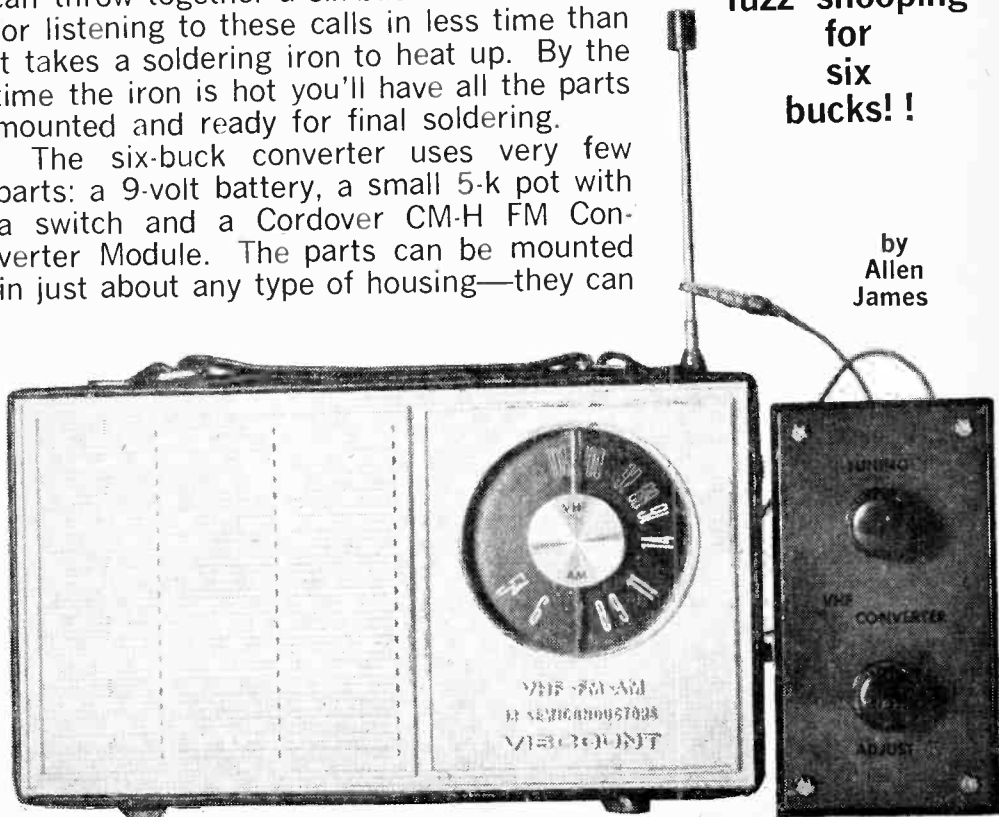 or listening to these calls in less time than
t takes a soldering iron to heat up. By the
time the iron is hot you'll have all the parts
mounted and ready for final soldering.
The six-buck converter uses very few
parts: a 9-volt battery, a small 5-k pot with
a switch and a Cordover CM-H FM Con-
verter Module. The parts can be mounted
in just about any type of housing—they can
fuzz snooping
for
six
bucks! !
by
Allen
James
VHF
AM
VHF-FM-AM
VISCOUNT
TUNING
VHF
CONVERTER
ADJUST